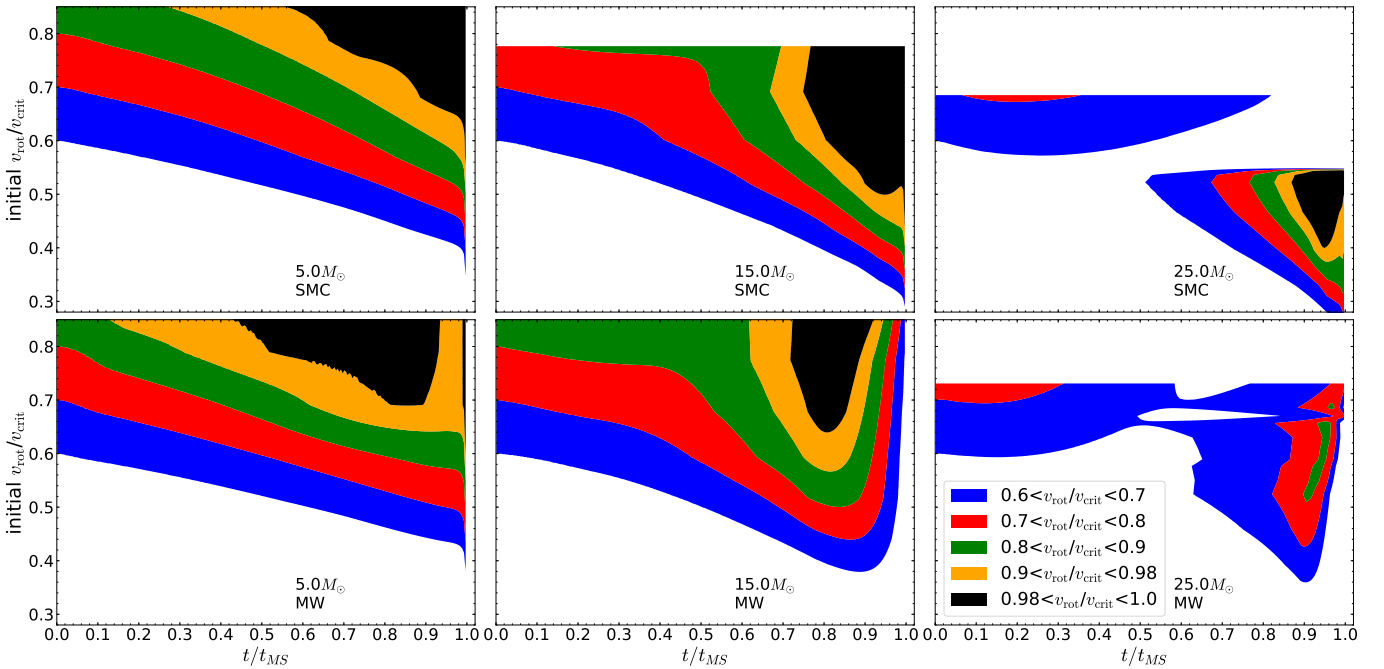 initial v_rot/v_crit
0.8
0.7
0.6
0.5
0.4
0.3
5.0M⊙
SMC
15.0M⊙
SMC
25.0M⊙
SMC
initial v_rot/v_crit
0.8
0.7
0.6
0.5
0.4
0.3
5.0M⊙
MW
15.0M⊙
MW
0.6<v_rot/v_crit<0.7
0.7<v_rot/v_crit<0.8
0.8<v_rot/v_crit<0.9
0.9<v_rot/v_crit<0.98
0.98<v_rot/v_crit<1.0
25.0M⊙
MW
0.0 0.1 0.2 0.3 0.4 0.5 0.6 0.7 0.8 0.9 1.0
0.0 0.1 0.2 0.3 0.4 0.5 0.6 0.7 0.8 0.9 1.0
0.0 0.1 0.2 0.3 0.4 0.5 0.6 0.7 0.8 0.9 1.0
t/t_MS
t/t_MS
t/t_MS